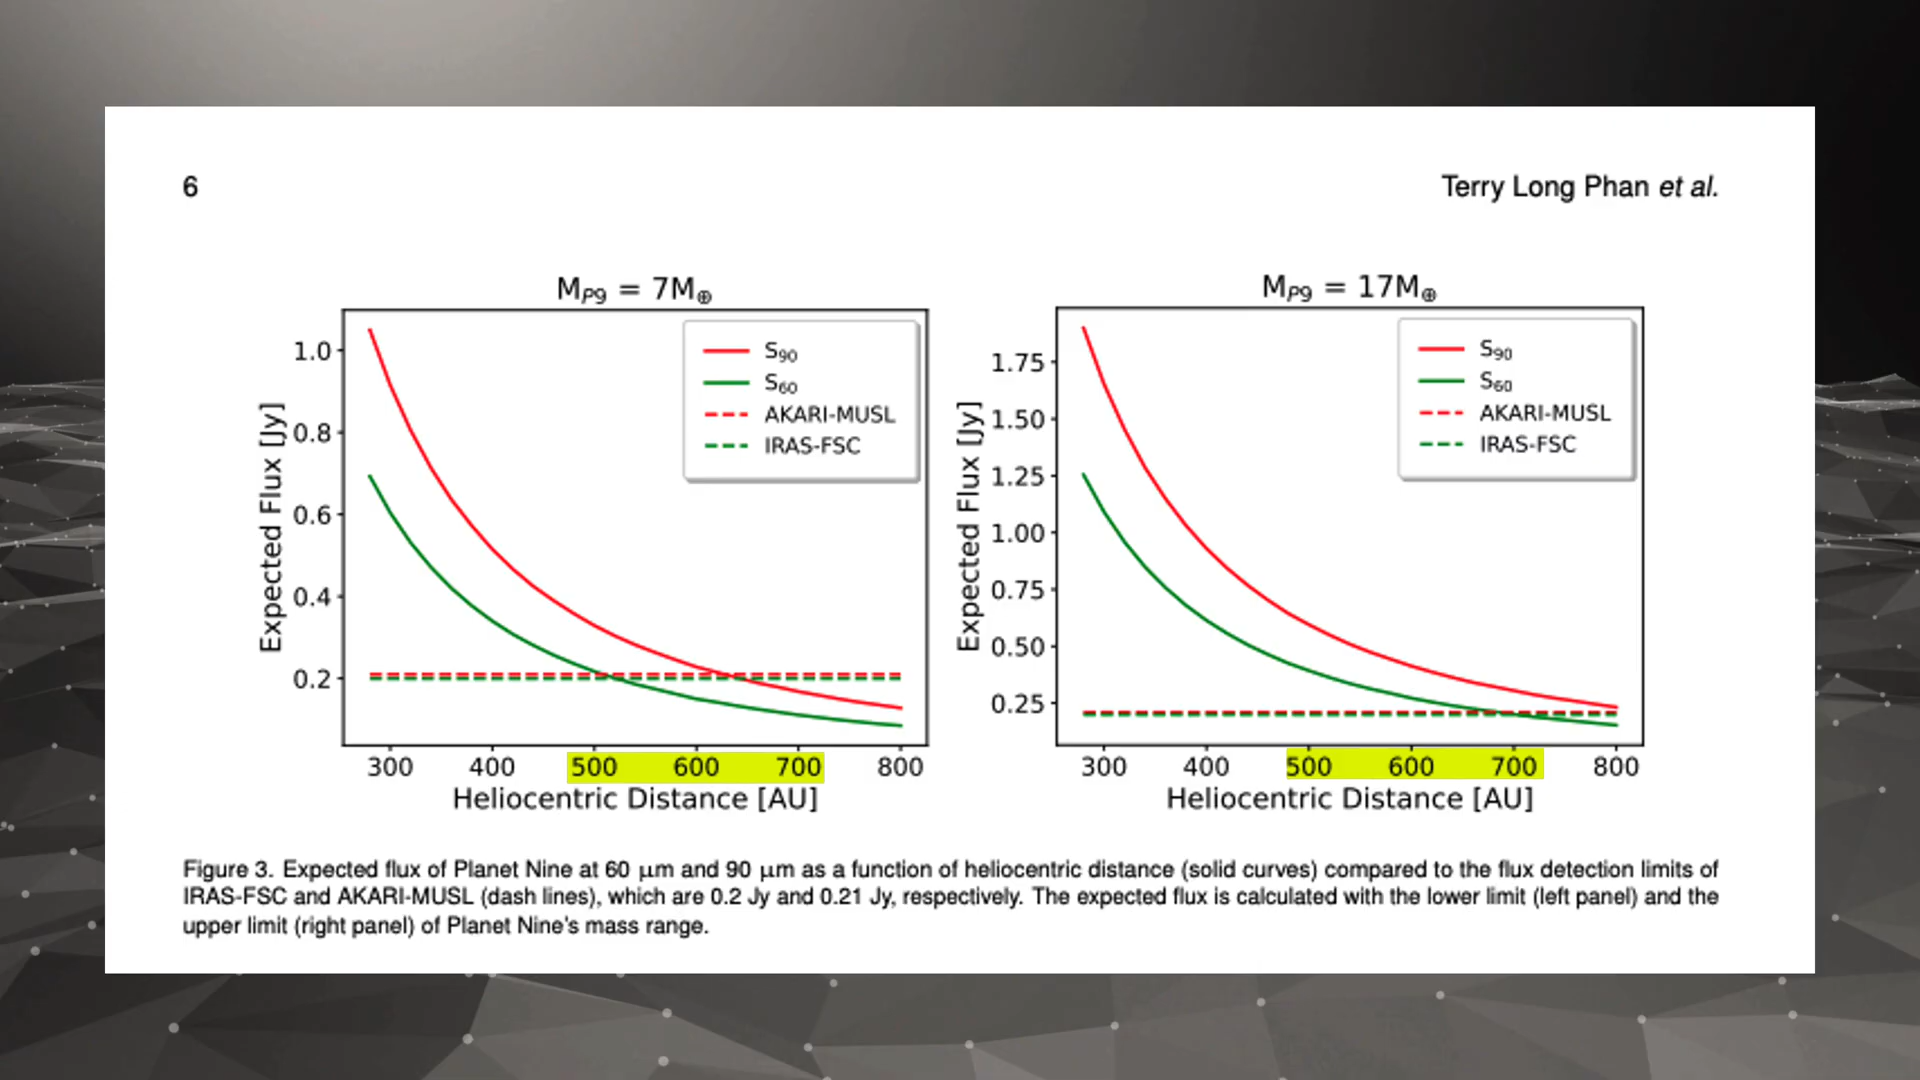 6
Terry Long Phan et al.
M_P9 = 7M⊕
Expected Flux [Jy]
1.0
0.8
0.6
0.4
0.2
S90
S60
AKARI-MUSL
IRAS-FSC
300 400 500 600 700 800
Heliocentric Distance [AU]
M_P9 = 17M⊕
Expected Flux [Jy]
1.75
1.50
1.25
1.00
0.75
0.50
0.25
S90
S60
AKARI-MUSL
IRAS-FSC
300 400 500 600 700 800
Heliocentric Distance [AU]
Figure 3. Expected flux of Planet Nine at 60 μm and 90 μm as a function of heliocentric distance (solid curves) compared to the flux detection limits of
IRAS-FSC and AKARI-MUSL (dash lines), which are 0.2 Jy and 0.21 Jy, respectively. The expected flux is calculated with the lower limit (left panel) and the
upper limit (right panel) of Planet Nine's mass range.